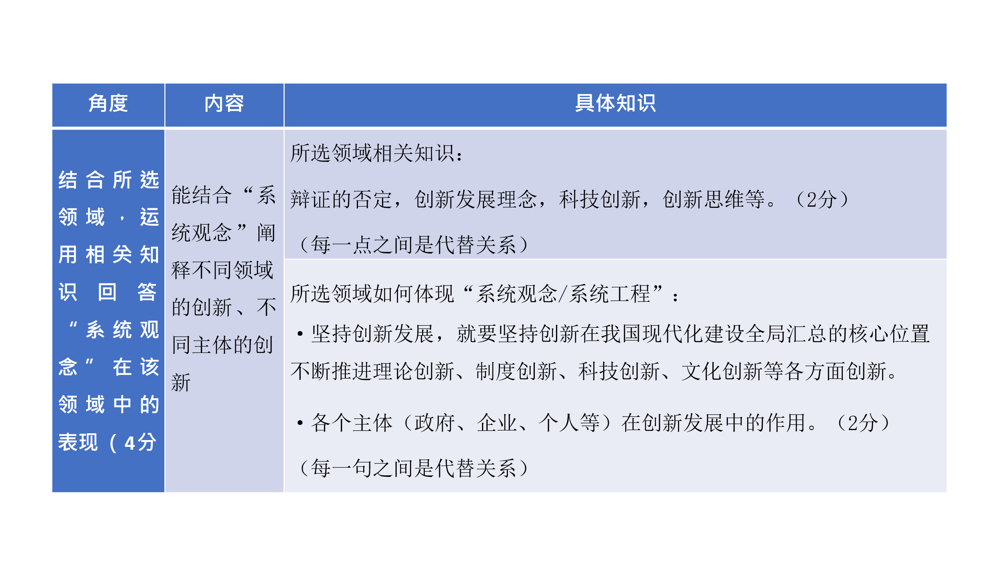 角度
内容
具体知识
结合所选
领域，运
用相关知
识回答
“系统观
念”在该
领域中的
表现（4分
能结合“系
统观念”阐
释不同领域
的创新、不
同主体的创
新
所选领域相关知识：
辩证的否定，创新发展理念，科技创新，创新思维等。（2分）
（每一点之间是代替关系）
所选领域如何体现“系统观念/系统工程”：
• 坚持创新发展，就要坚持创新在我国现代化建设全局汇总的核心位置
不断推进理论创新、制度创新、科技创新、文化创新等各方面创新。
• 各个主体（政府、企业、个人等）在创新发展中的作用。（2分）
（每一句之间是代替关系）